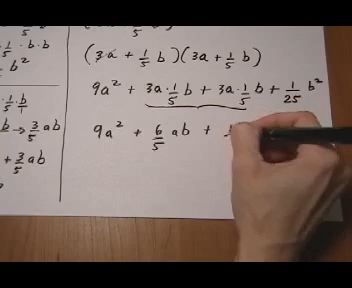 1/5 · b · b
= b²
(3a + 1/5 b)(3a + 1/5 b)
· 1/5 · b/1
9a² + 3a · 1/5 b + 3a · 1/5 b + 1/25 b²
b → 3/5 ab
+ 3/5 ab
9a² + 6/5 ab +